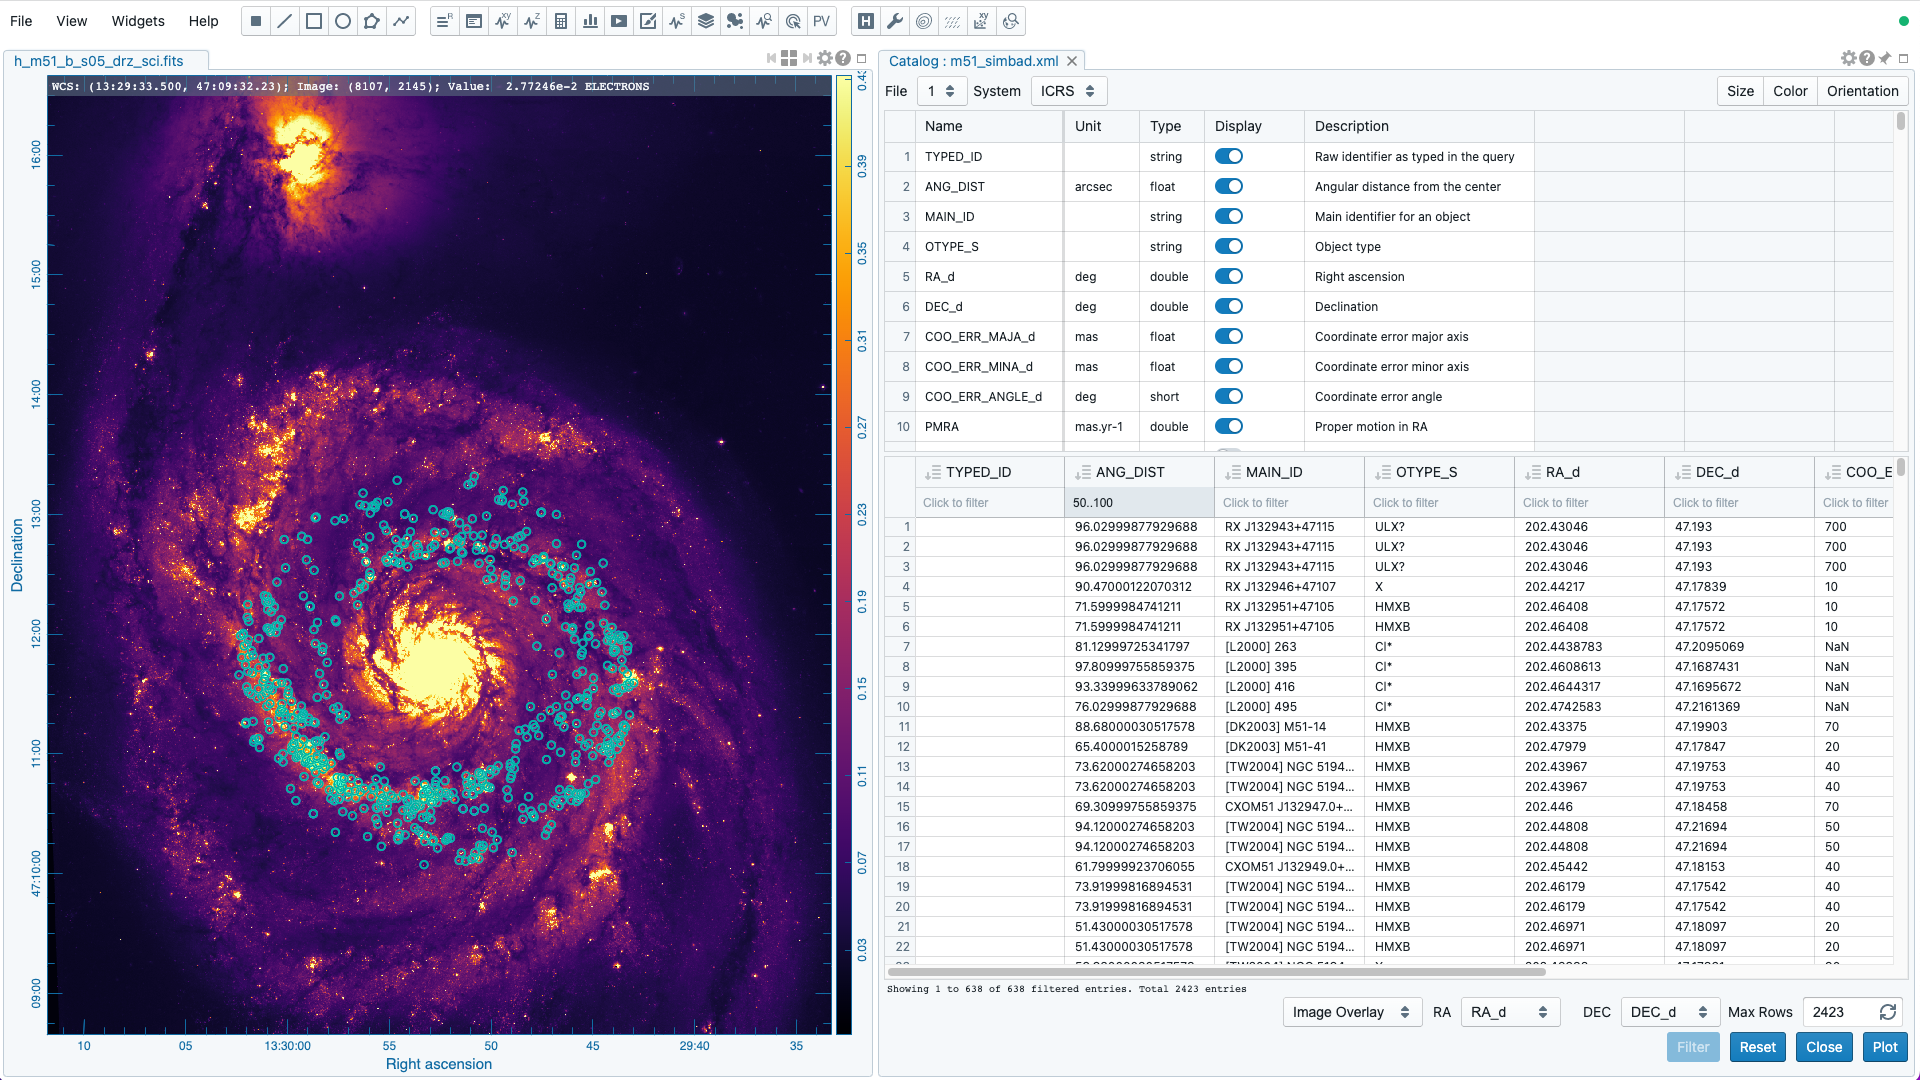 File View Widgets Help
PV
h_m51_b_s05_drz_sci.fits
WCS: (13:29:33.500, 47:09:32.23); Image: (8107, 2145); Value: 2.77246e-2 ELECTRONS
16:00
15:00
14:00
13:00
12:00
11:00
47:10:00
09:00
Declination
10 05 13:30:00 55 50 45 29:40 35
Right ascension
0.39
0.35
0.31
0.27
0.23
0.19
0.15
0.11
0.07
0.03
Catalog : m51_simbad.xml
File 1 System ICRS Size Color Orientation
Name Unit Type Display Description
1 TYPED_ID string Raw identifier as typed in the query
2 ANG_DIST arcsec float Angular distance from the center
3 MAIN_ID string Main identifier for an object
4 OTYPE_S string Object type
5 RA_d deg double Right ascension
6 DEC_d deg double Declination
7 COO_ERR_MAJA_d mas float Coordinate error major axis
8 COO_ERR_MINA_d mas float Coordinate error minor axis
9 COO_ERR_ANGLE_d deg short Coordinate error angle
10 PMRA mas.yr-1 double Proper motion in RA
TYPED_ID ANG_DIST MAIN_ID OTYPE_S RA_d DEC_d COO_E
Click to filter 50..100 Click to filter Click to filter Click to filter Click to filter Click to filter
1 96.02999877929688 RX J132943+47115 ULX? 202.43046 47.193 700
2 96.02999877929688 RX J132943+47115 ULX? 202.43046 47.193 700
3 96.02999877929688 RX J132943+47115 ULX? 202.43046 47.193 700
4 90.47000122070312 RX J132946+47107 X 202.44217 47.17839 10
5 71.5999984741211 RX J132951+47105 HMXB 202.46408 47.17572 10
6 71.5999984741211 RX J132951+47105 HMXB 202.46408 47.17572 10
7 81.12999725341797 [L2000] 263 Cl* 202.4438783 47.2095069 NaN
8 97.80999755859375 [L2000] 395 Cl* 202.4608613 47.1687431 NaN
9 93.33999633789062 [L2000] 416 Cl* 202.4644317 47.1695672 NaN
10 76.02999877929688 [L2000] 495 Cl* 202.4742583 47.2161369 NaN
11 88.68000030517578 [DK2003] M51-14 HMXB 202.43375 47.19903 70
12 65.4000015258789 [DK2003] M51-41 HMXB 202.47979 47.17847 20
13 73.62000274658203 [TW2004] NGC 5194... HMXB 202.43967 47.19753 40
14 73.62000274658203 [TW2004] NGC 5194... HMXB 202.43967 47.19753 40
15 69.30999755859375 CXOM51 J132947.0+... HMXB 202.446 47.18458 70
16 94.12000274658203 [TW2004] NGC 5194... HMXB 202.44808 47.21694 50
17 94.12000274658203 [TW2004] NGC 5194... HMXB 202.44808 47.21694 50
18 61.79999923706055 CXOM51 J132949.0+... HMXB 202.45442 47.18153 40
19 73.91999816894531 [TW2004] NGC 5194... HMXB 202.46179 47.17542 40
20 73.91999816894531 [TW2004] NGC 5194... HMXB 202.46179 47.17542 40
21 51.43000030517578 [TW2004] NGC 5194... HMXB 202.46971 47.18097 20
22 51.43000030517578 [TW2004] NGC 5194... HMXB 202.46971 47.18097 20
Showing 1 to 638 of 638 filtered entries. Total 2423 entries
Image Overlay RA RA_d DEC DEC_d Max Rows 2423
Filter Reset Close Plot